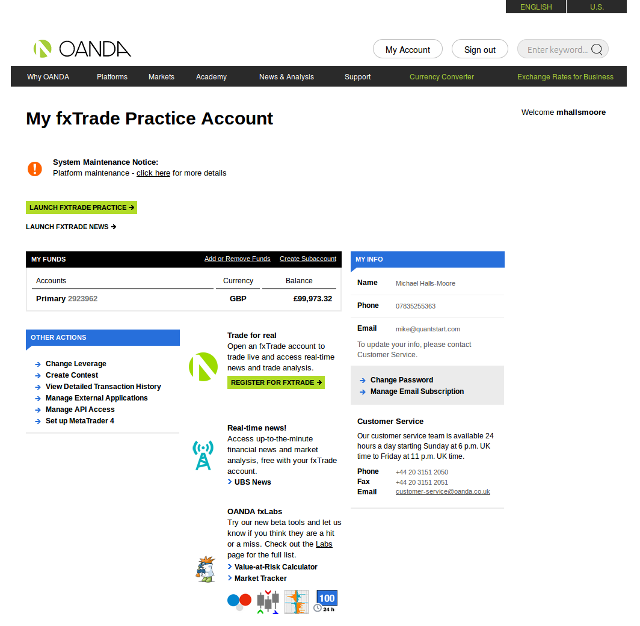 ENGLISH U.S.
OANDA
My Account Sign out Enter keyword...
Why OANDA Platforms Markets Academy News & Analysis Support Currency Converter Exchange Rates for Business
My fxTrade Practice Account
Welcome mhallsmoore
System Maintenance Notice:
Platform maintenance - click here for more details
LAUNCH FXTRADE PRACTICE
LAUNCH FXTRADE NEWS
MY FUNDS Add or Remove Funds Create Subaccount
Accounts Currency Balance
Primary 2923962 GBP £99,973.32
OTHER ACTIONS
Change Leverage
Create Contest
View Detailed Transaction History
Manage External Applications
Manage API Access
Set up MetaTrader 4
Trade for real
Open an fxTrade account to
trade live and access real-time
news and trade analysis.
REGISTER FOR FXTRADE
Real-time news!
Access up-to-the-minute
financial news and market
analysis, free with your fxTrade
account.
UBS News
OANDA fxLabs
Try our new beta tools and let us
know if you think they are a hit
or a miss. Check out the Labs
page for the full list.
Value-at-Risk Calculator
Market Tracker
100
24 h
MY INFO
Name Michael Halls-Moore
Phone 07835255363
Email mike@quantstart.com
To update your info, please contact
Customer Service.
Change Password
Manage Email Subscription
Customer Service
Our customer service team is available 24
hours a day starting Sunday at 6 p.m. UK
time to Friday at 11 p.m. UK time.
Phone +44 20 3151 2050
Fax +44 20 3151 2051
Email customer-service@oanda.co.uk